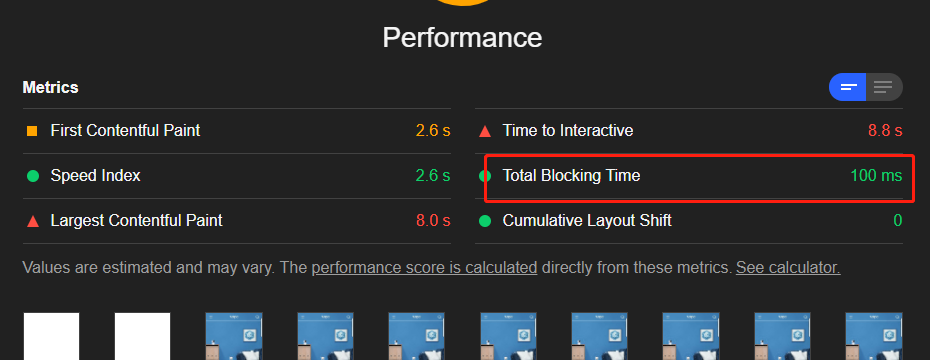 Performance
Metrics
First Contentful Paint 2.6 s
Time to Interactive 8.8 s
Speed Index 2.6 s
Total Blocking Time 100 ms
Largest Contentful Paint 8.0 s
Cumulative Layout Shift 0
Values are estimated and may vary. The performance score is calculated directly from these metrics. See calculator.